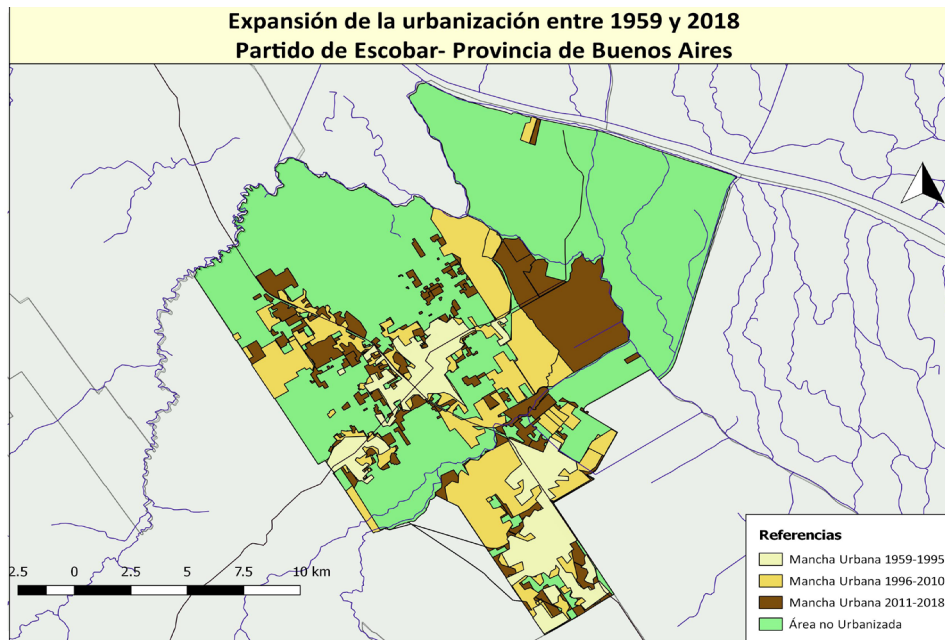 Expansión de la urbanización entre 1959 y 2018
Partido de Escobar- Provincia de Buenos Aires
2.5 0 2.5 5 7.5 10 km
Referencias
Mancha Urbana 1959-1995
Mancha Urbana 1996-2010
Mancha Urbana 2011-2018
Área no Urbanizada